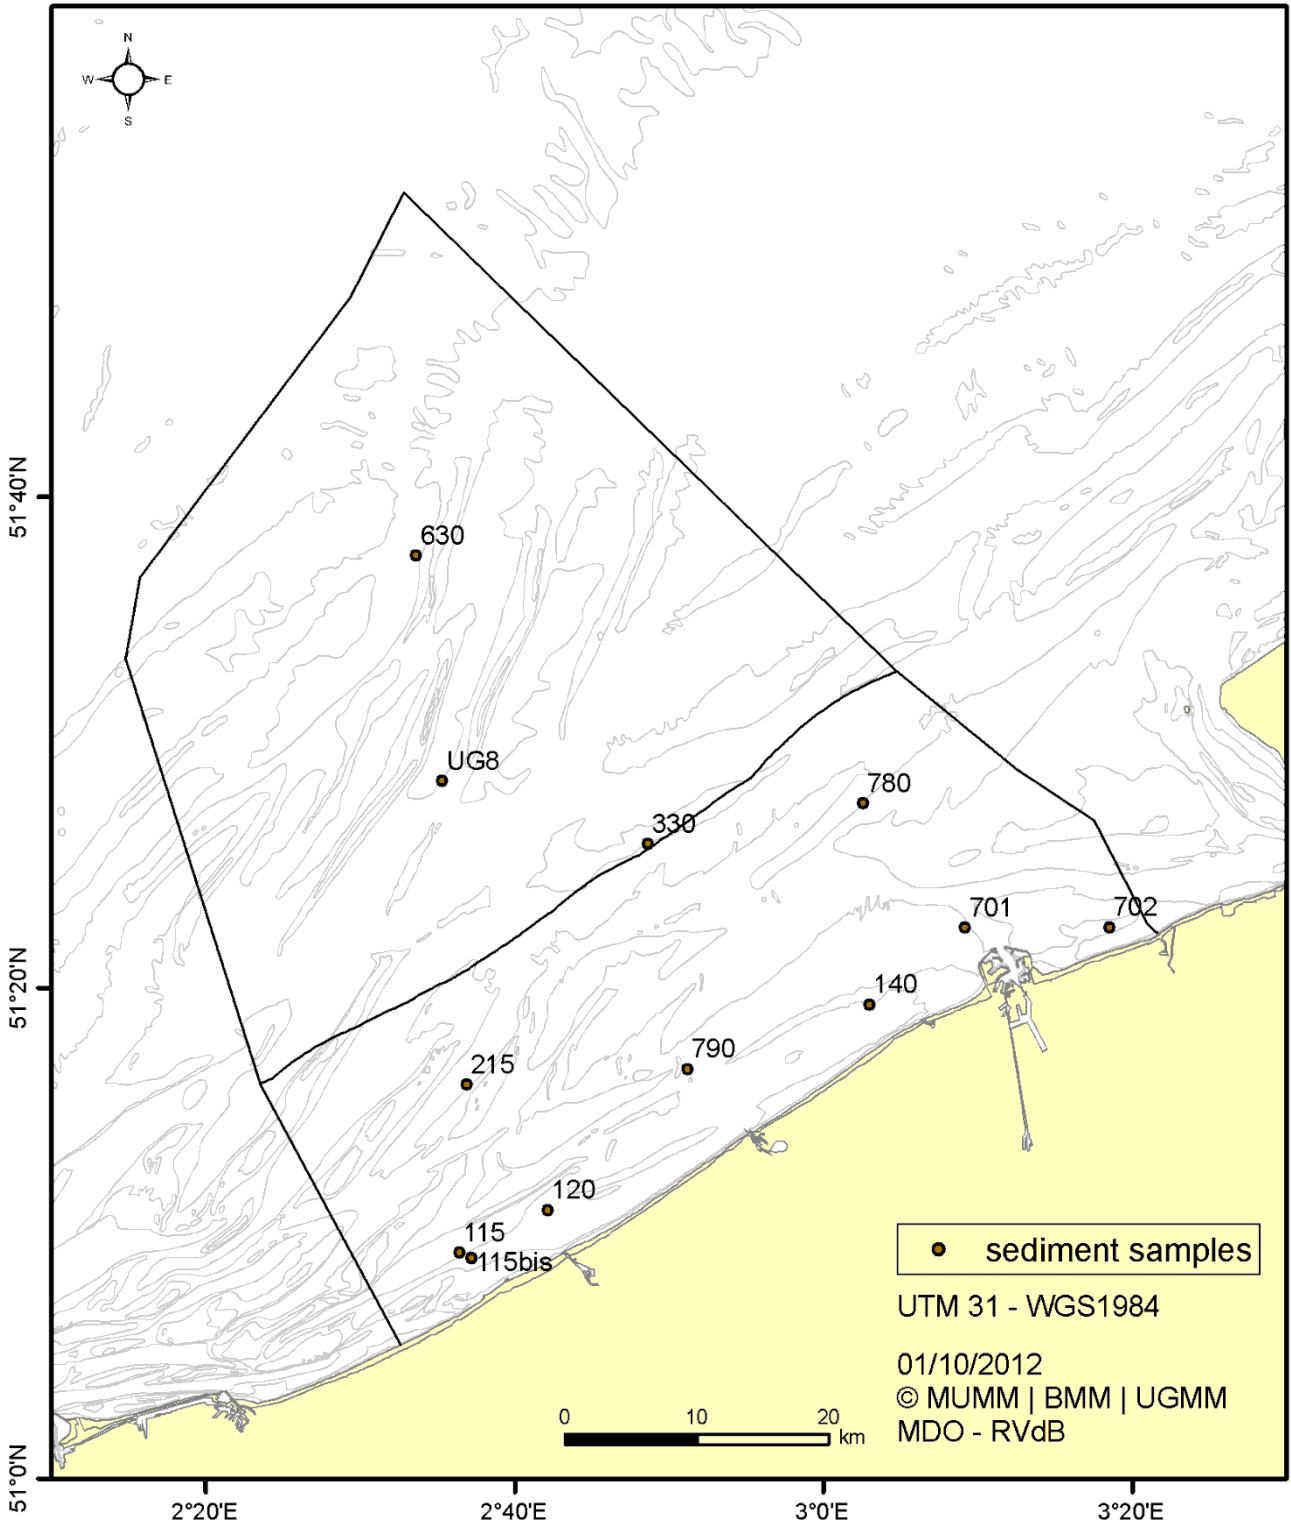 N
W E
S
51°40'N
630
UG8
780
330
701
702
51°20'N
140
790
215
120
115
115bis
sediment samples
UTM 31 - WGS1984
01/10/2012
© MUMM | BMM | UGMM
MDO - RVdB
0 10 20
km
51°0'N
2°20'E 2°40'E 3°0'E 3°20'E